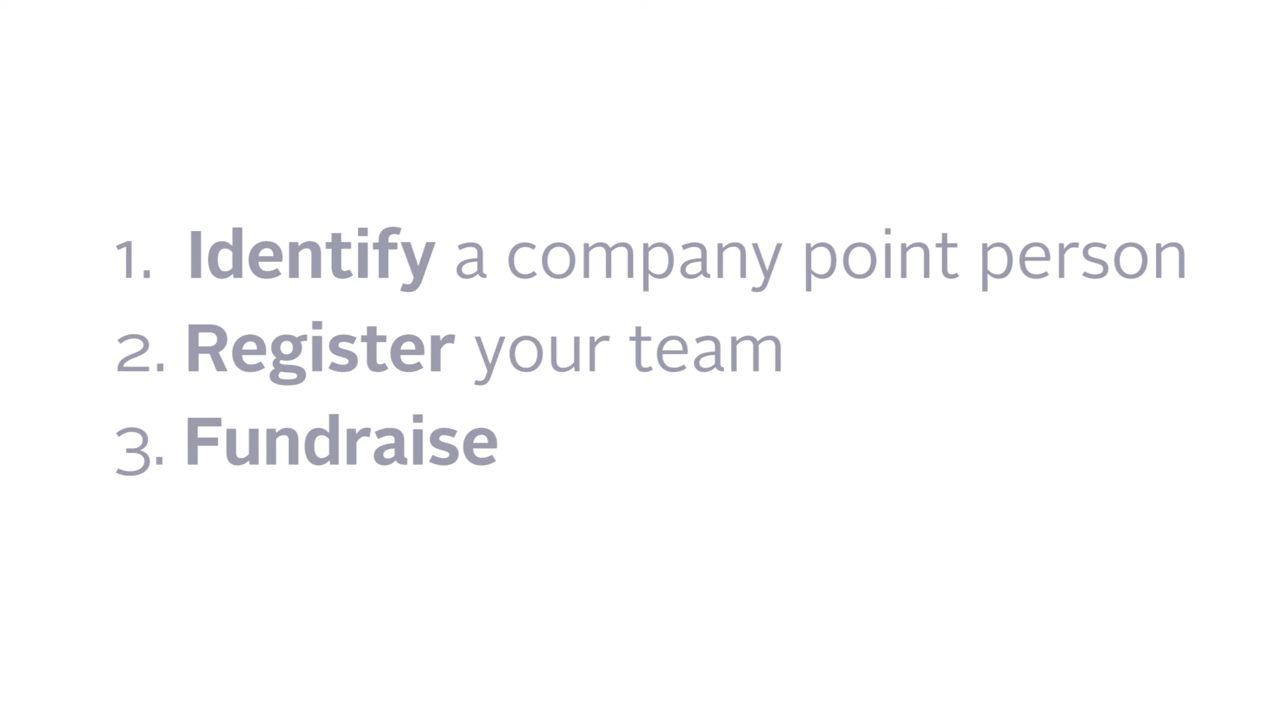 1. Identify a company point person
2. Register your team
3. Fundraise